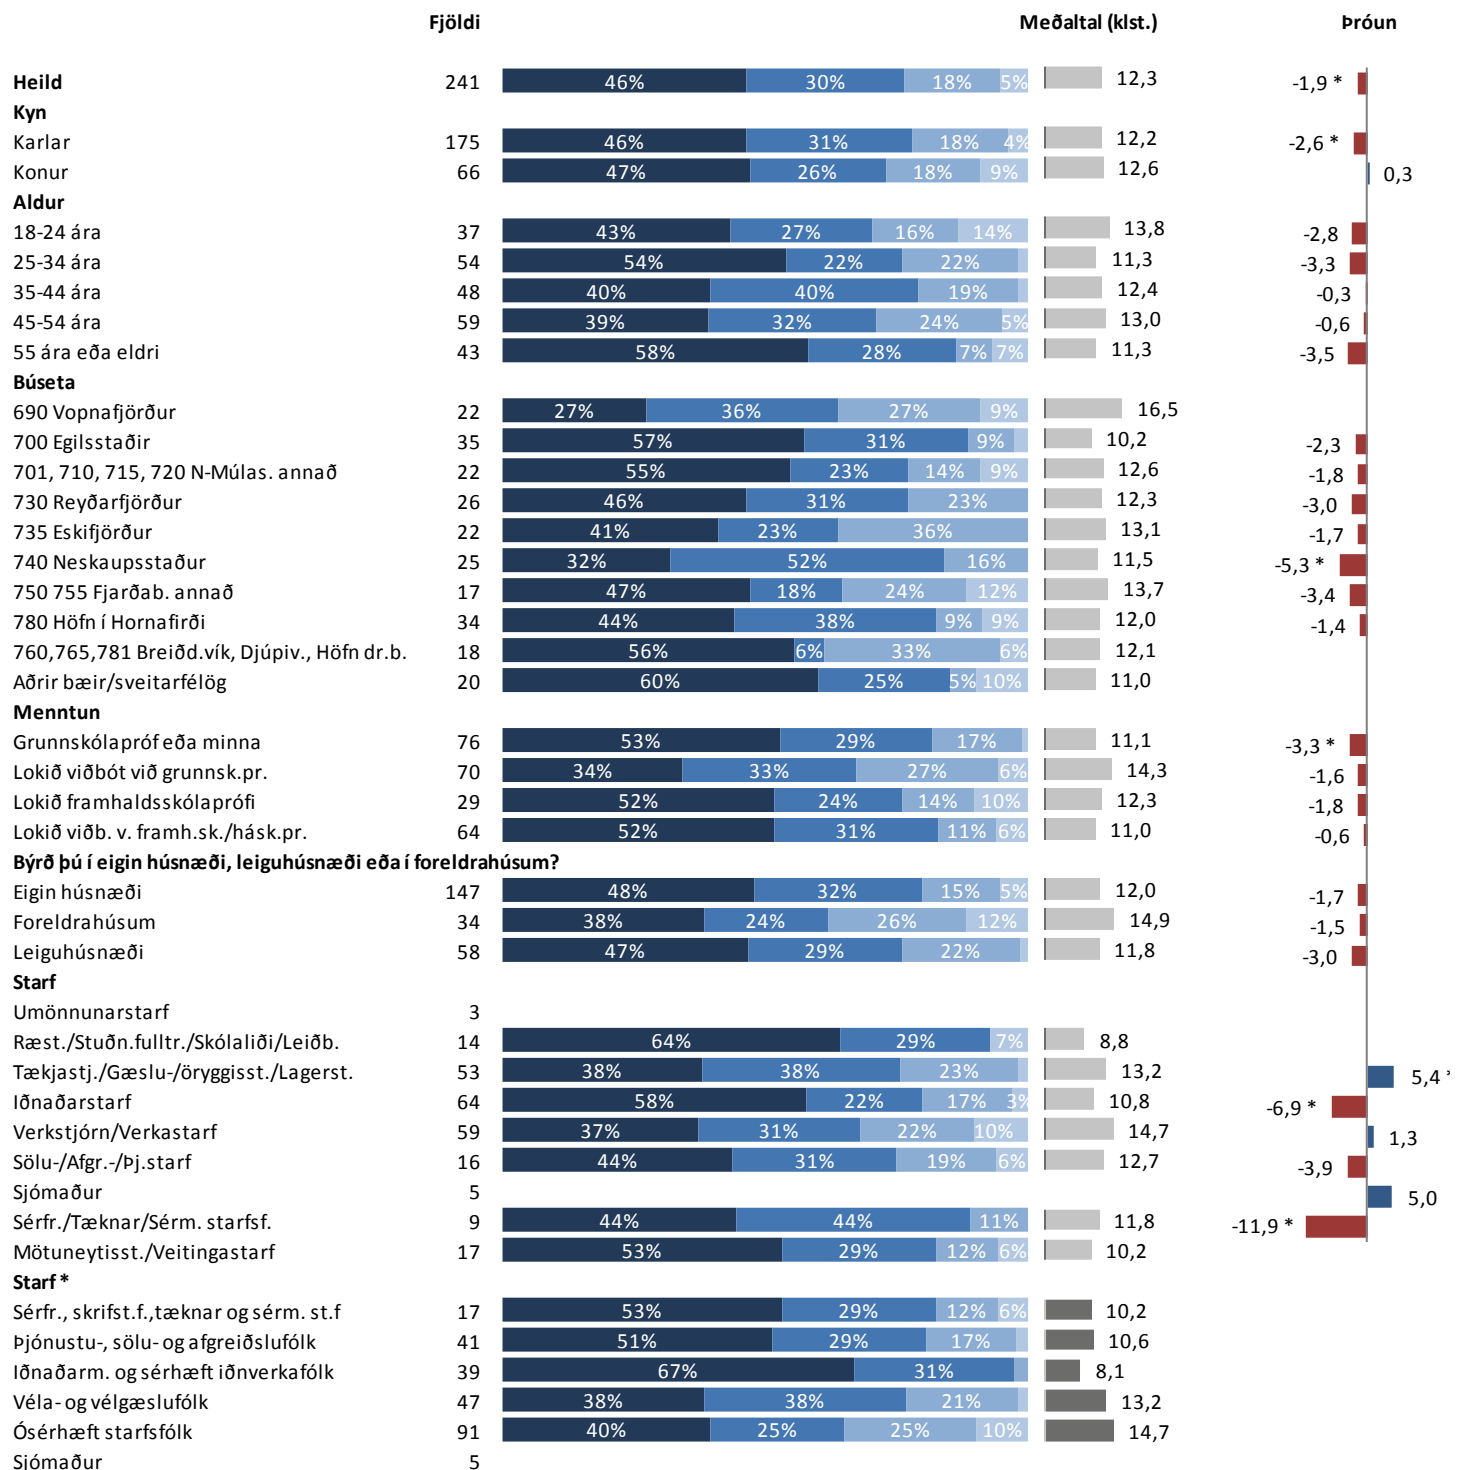 Fjöldi Meðaltal (klst.) Þróun
Heild 241 46% 30% 18% 5% 12,3 -1,9 *
Kyn
Karlar 175 46% 31% 18% 4% 12,2 -2,6 *
Konur 66 47% 26% 18% 9% 12,6 0,3
Aldur
18-24 ára 37 43% 27% 16% 14% 13,8 -2,8
25-34 ára 54 54% 22% 22% 11,3 -3,3
35-44 ára 48 40% 40% 19% 12,4 -0,3
45-54 ára 59 39% 32% 24% 5% 13,0 -0,6
55 ára eða eldri 43 58% 28% 7% 7% 11,3 -3,5
Búseta
690 Vopnafjörður 22 27% 36% 27% 9% 16,5
700 Egilsstaðir 35 57% 31% 9% 10,2 -2,3
701, 710, 715, 720 N-Múlas. annað 22 55% 23% 14% 9% 12,6 -1,8
730 Reyðarfjörður 26 46% 31% 23% 12,3 -3,0
735 Eskifjörður 22 41% 23% 36% 13,1 -1,7
740 Neskaupsstaður 25 32% 52% 16% 11,5 -5,3 *
750 755 Fjarðab. annað 17 47% 18% 24% 12% 13,7 -3,4
780 Höfn í Hornafirði 34 44% 38% 9% 9% 12,0 -1,4
760,765,781 Breiðd.vík, Djúpiv., Höfn dr.b. 18 56% 6% 33% 6% 12,1
Aðrir bæir/sveitarfélög 20 60% 25% 5% 10% 11,0
Menntun
Grunnskólapróf eða minna 76 53% 29% 17% 11,1 -3,3 *
Lokið viðbót við grunnsk.pr. 70 34% 33% 27% 6% 14,3 -1,6
Lokið framhaldsskólaprófi 29 52% 24% 14% 10% 12,3 -1,8
Lokið viðb. v. framh.sk./hásk.pr. 64 52% 31% 11% 6% 11,0 -0,6
Býrð þú í eigin húsnæði, leiguhúsnæði eða í foreldrahúsum?
Eigin húsnæði 147 48% 32% 15% 5% 12,0 -1,7
Foreldrahúsum 34 38% 24% 26% 12% 14,9 -1,5
Leiguhúsnæði 58 47% 29% 22% 11,8 -3,0
Starf
Umönnunarstarf 3
Ræst./Stuðn.fulltr./Skólaliði/Leiðb. 14 64% 29% 7% 8,8
Tækjastj./Gæslu-/öryggisst./Lagerst. 53 38% 38% 23% 13,2 5,4 *
Iðnaðarstarf 64 58% 22% 17% 3% 10,8 -6,9 *
Verkstjórn/Verkastarf 59 37% 31% 22% 10% 14,7 1,3
Sölu-/Afgr.-/Þj.starf 16 44% 31% 19% 6% 12,7 -3,9
Sjómaður 5 5,0
Sérfr./Tæknar/Sérm. starfsf. 9 44% 44% 11% 11,8 -11,9 *
Mötuneytisst./Veitingastarf 17 53% 29% 12% 6% 10,2
Starf *
Sérfr., skrifst.f.,tæknar og sérm. st.f 17 53% 29% 12% 6% 10,2
Þjónustu-, sölu- og afgreiðslufólk 41 51% 29% 17% 10,6
Iðnaðarm. og sérhæft iðnverkafólk 39 67% 31% 8,1
Véla- og vélgæslufólk 47 38% 38% 21% 13,2
Ósérhæft starfsfólk 91 40% 25% 25% 10% 14,7
Sjómaður 5